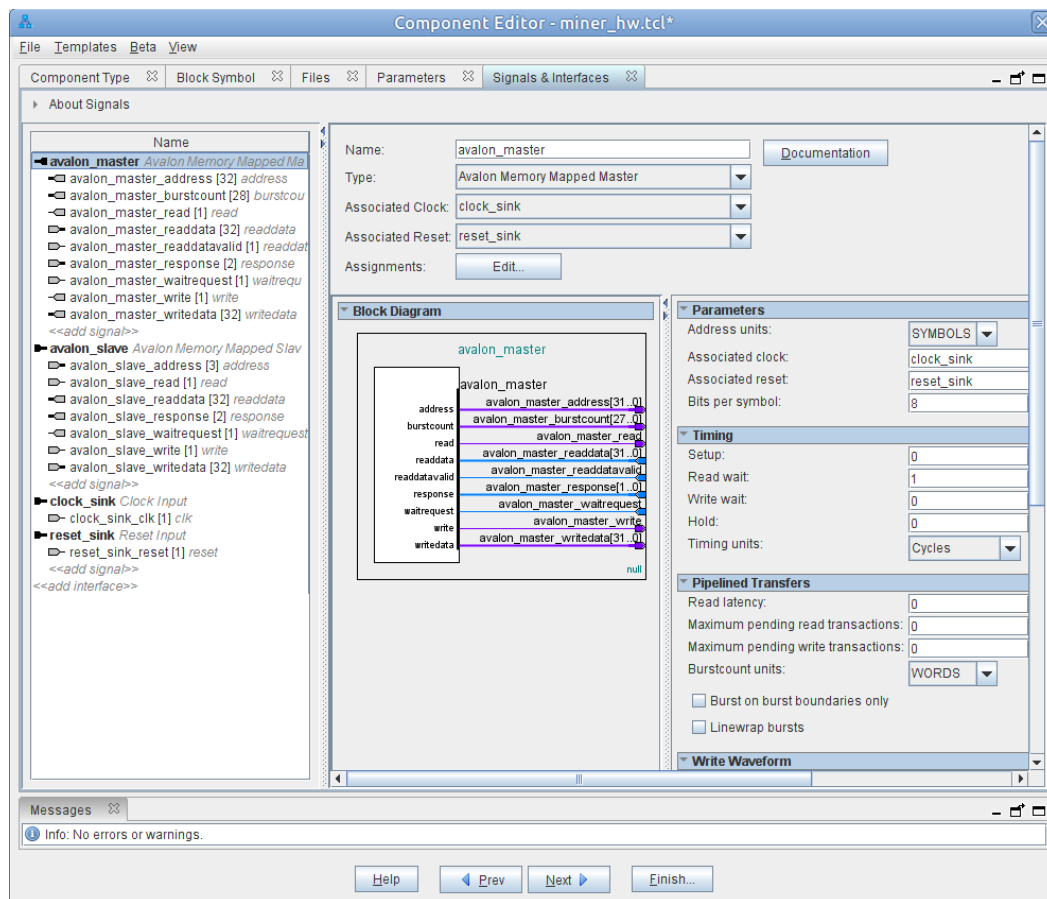 Component Editor - miner_hw.tcl*
File Templates Beta View
Component Type Block Symbol Files Parameters Signals & Interfaces
About Signals
Name
avalon_master Avalon Memory Mapped Ma
avalon_master_address [32] address
avalon_master_burstcount [28] burstcou
avalon_master_read [1] read
avalon_master_readdata [32] readdata
avalon_master_readdatavalid [1] readdat
avalon_master_response [2] response
avalon_master_waitrequest [1] waitrequ
avalon_master_write [1] write
avalon_master_writedata [32] writedata
<<add signal>>
avalon_slave Avalon Memory Mapped Slav
avalon_slave_address [3] address
avalon_slave_read [1] read
avalon_slave_readdata [32] readdata
avalon_slave_response [2] response
avalon_slave_waitrequest [1] waitrequest
avalon_slave_write [1] write
avalon_slave_writedata [32] writedata
<<add signal>>
clock_sink Clock Input
clock_sink_clk [1] clk
reset_sink Reset Input
reset_sink_reset [1] reset
<<add signal>>
<<add interface>>
Name: avalon_master Documentation
Type: Avalon Memory Mapped Master
Associated Clock: clock_sink
Associated Reset: reset_sink
Assignments: Edit...
Block Diagram
avalon_master
avalon_master
address avalon_master_address[31..0]
burstcount avalon_master_burstcount[27..0]
read avalon_master_read
readdata avalon_master_readdata[31..0]
readdatavalid avalon_master_readdatavalid
response avalon_master_response[1..0]
waitrequest avalon_master_waitrequest
write avalon_master_write
writedata avalon_master_writedata[31..0]
null
Parameters
Address units: SYMBOLS
Associated clock: clock_sink
Associated reset: reset_sink
Bits per symbol: 8
Timing
Setup: 0
Read wait: 1
Write wait: 0
Hold: 0
Timing units: Cycles
Pipelined Transfers
Read latency: 0
Maximum pending read transactions: 0
Maximum pending write transactions: 0
Burstcount units: WORDS
Burst on burst boundaries only
Linewrap bursts
Write Waveform
Messages
Info: No errors or warnings.
Help Prev Next Finish...